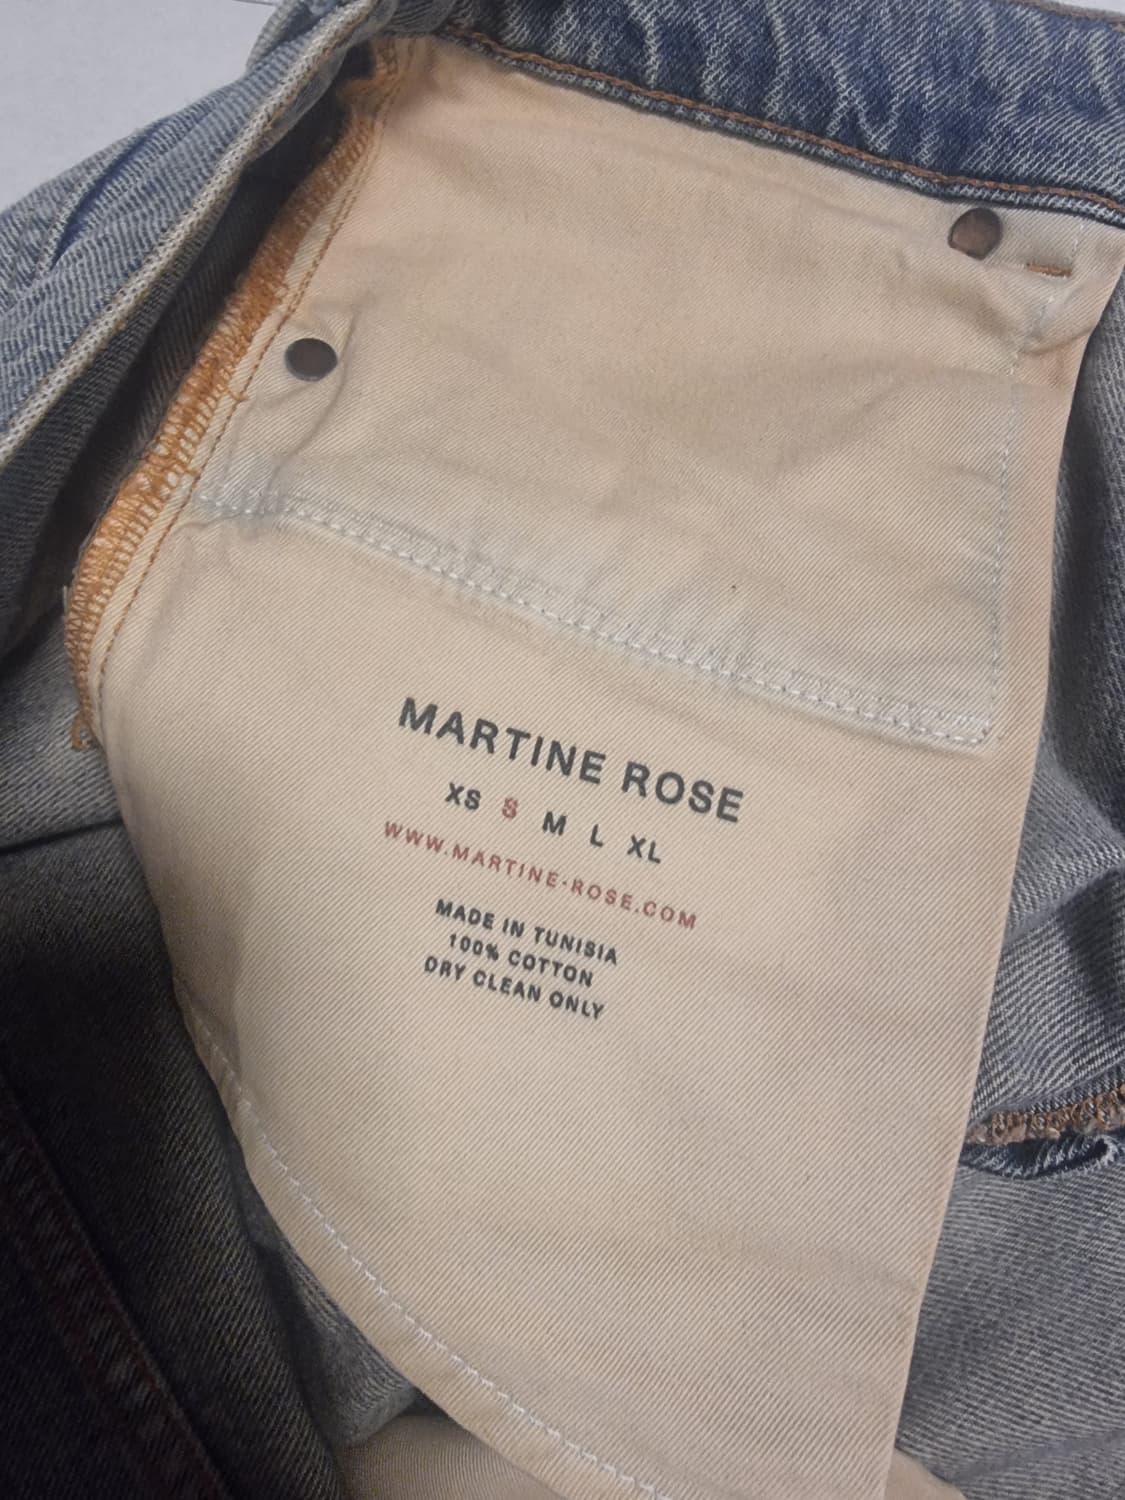 MARTINE ROSE
XS S M L XL
WWW.MARTINE-ROSE.COM
MADE IN TUNISIA
100% COTTON
DRY CLEAN ONLY